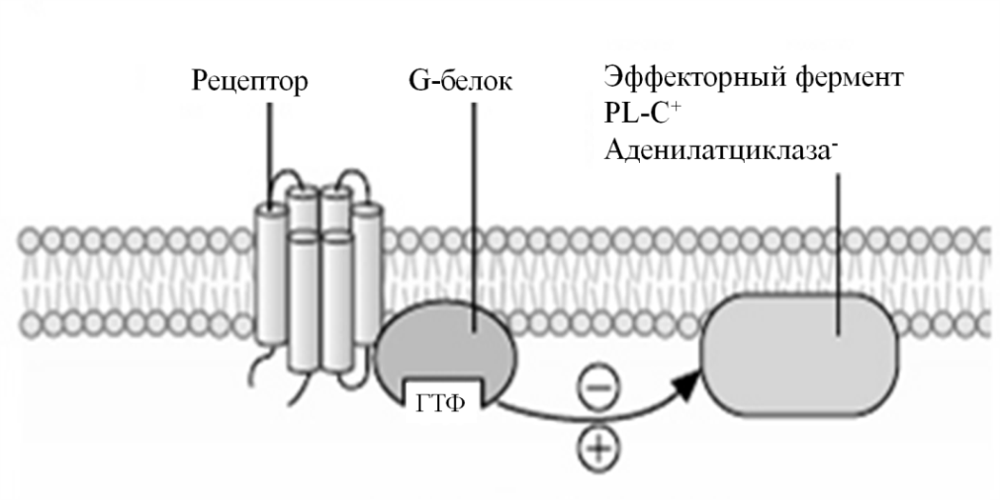 Рецептор
G-белок
Эффекторный фермент
PL-C⁺
Аденилатциклаза⁻
ГТФ
−
+